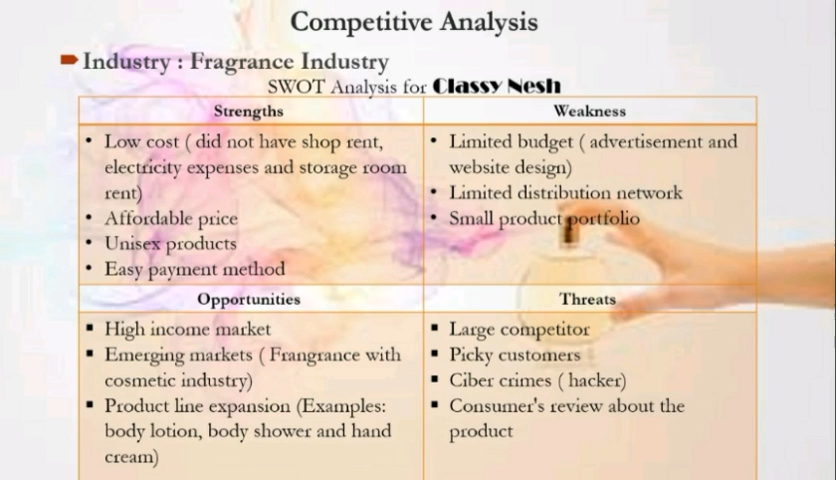 Competitive Analysis
Industry : Fragrance Industry
SWOT Analysis for Classy Nesh
Strengths
• Low cost ( did not have shop rent,
electricity expenses and storage room
rent)
• Affordable price
• Unisex products
• Easy payment method
Weakness
• Limited budget ( advertisement and
website design)
• Limited distribution network
• Small product portfolio
Opportunities
▪ High income market
▪ Emerging markets ( Frangrance with
cosmetic industry)
▪ Product line expansion (Examples:
body lotion, body shower and hand
cream)
Threats
▪ Large competitor
▪ Picky customers
▪ Ciber crimes ( hacker)
▪ Consumer's review about the
product